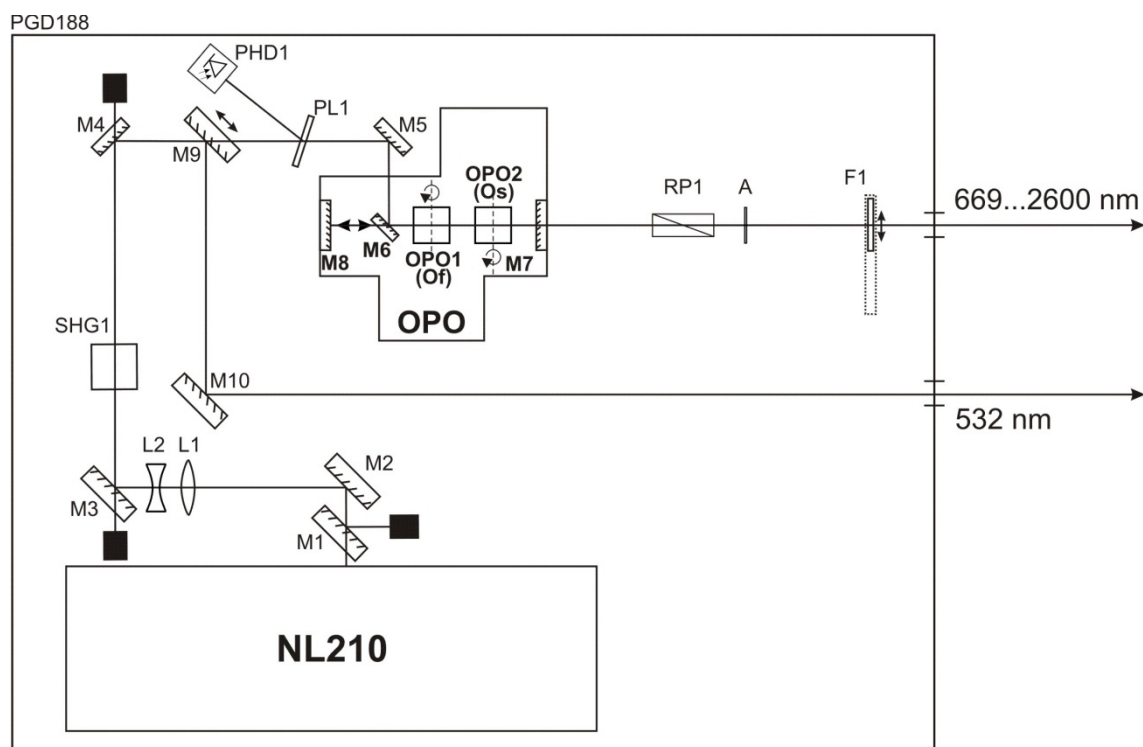 PGD188
PHD1
M4
PL1
M5
M9
OPO2
(Os)
RP1
A
F1
669...2600 nm
M8
M6
OPO1
(Of)
M7
OPO
SHG1
M10
532 nm
L2
L1
M2
M3
M1
NL210